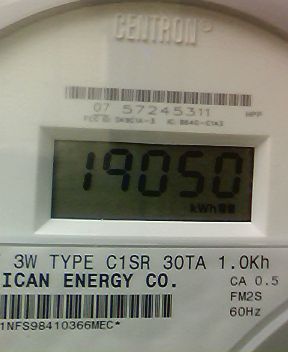 CENTRON
07 57245311 HPP
19050
kWh
3W TYPE C1SR 30TA 1.0Kh
ICAN ENERGY CO. CA 0.5
FM2S
60Hz
1NFS98410366MEC*